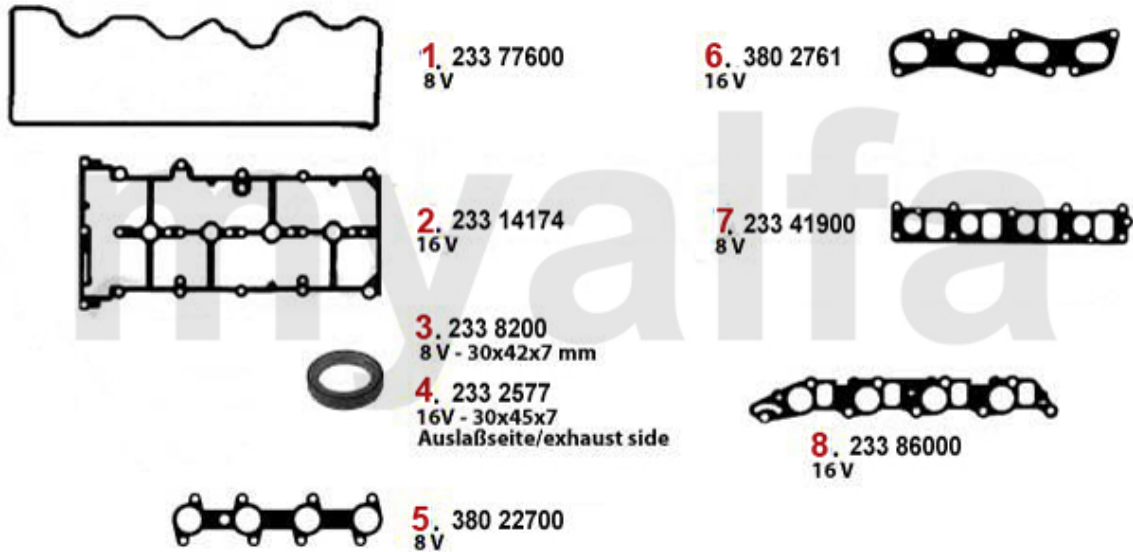 1. 233 77600
8 V
2. 233 14174
16 V
3. 233 8200
8 V - 30x42x7 mm
4. 233 2577
16V - 30x45x7
Auslaßseite/exhaust side
5. 380 22700
8 V
6. 380 2761
16 V
7. 233 41900
8 V
8. 233 86000
16 V
myalfa